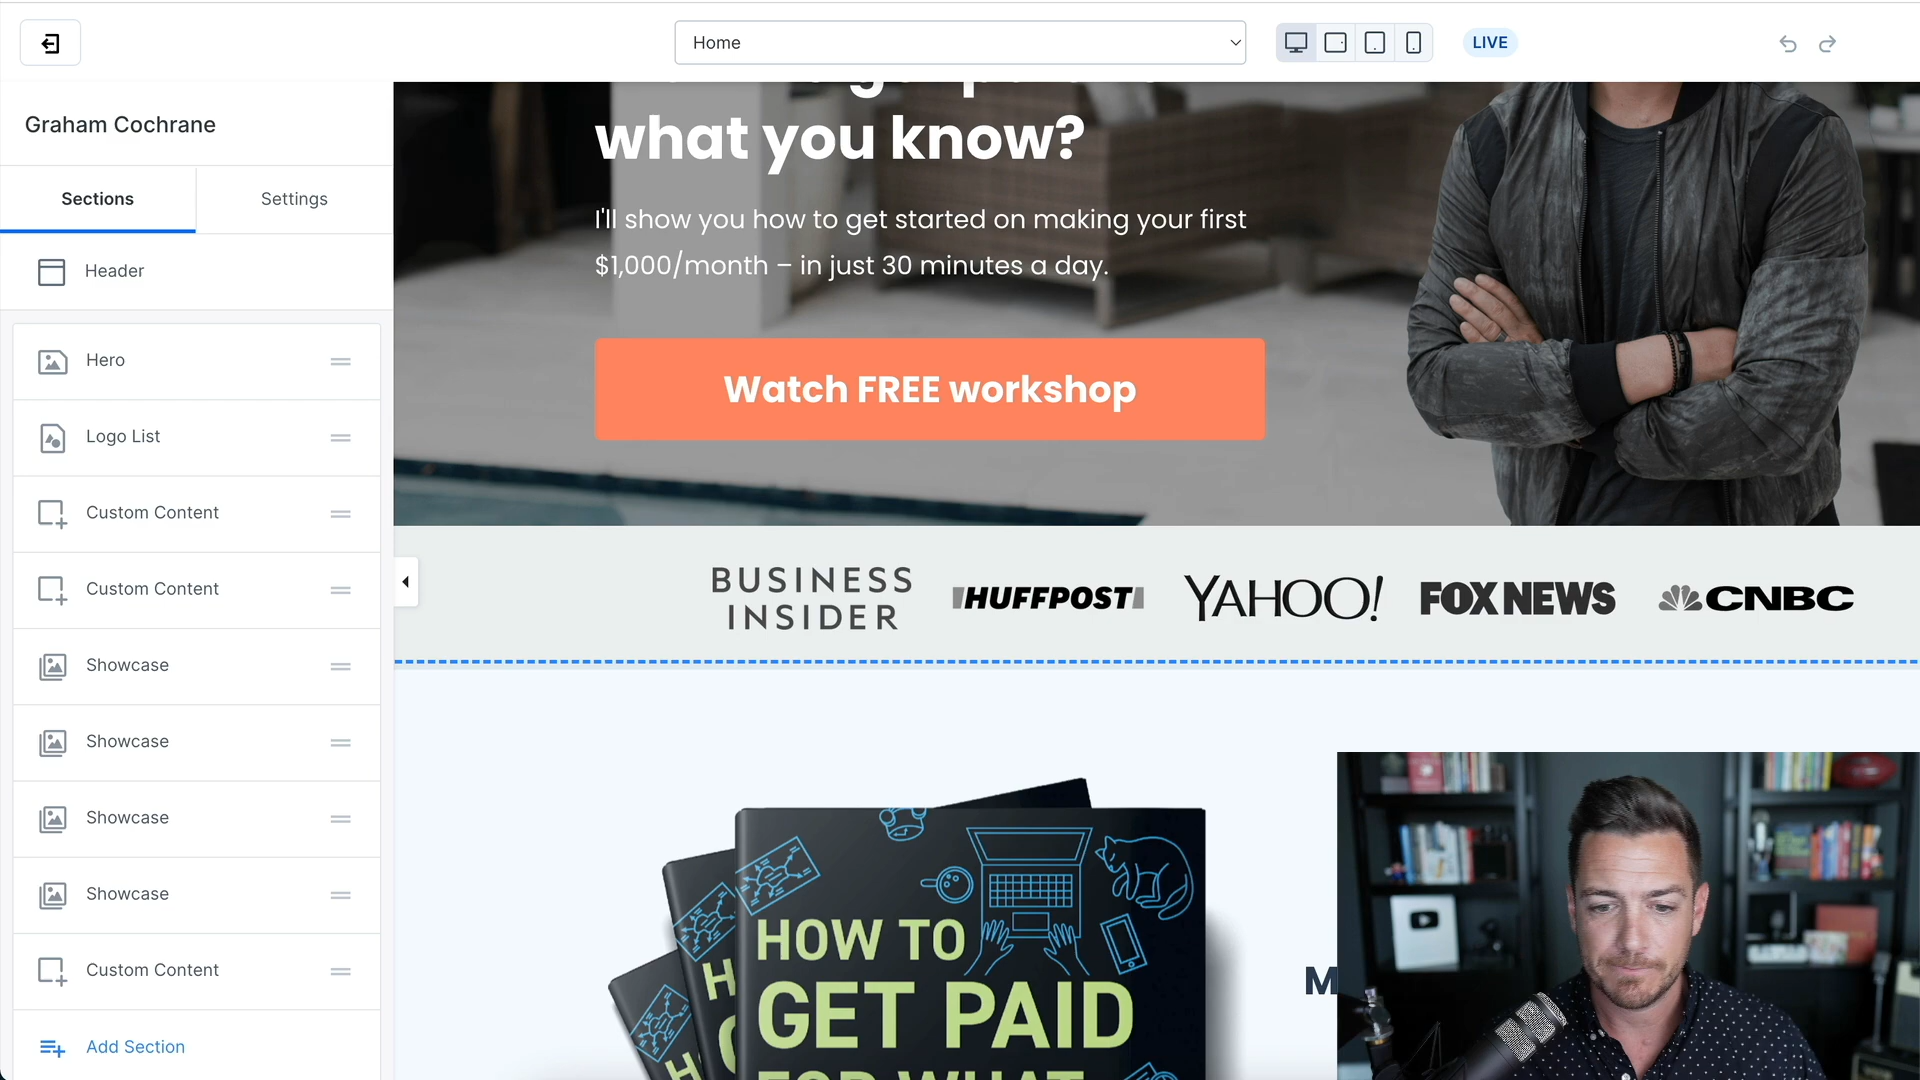 Home
LIVE
Graham Cochrane
Sections
Settings
Header
Hero
Logo List
Custom Content
Custom Content
Showcase
Showcase
Showcase
Showcase
Custom Content
Add Section
what you know?
I'll show you how to get started on making your first
$1,000/month – in just 30 minutes a day.
Watch FREE workshop
BUSINESS
INSIDER
HUFFPOST
YAHOO!
FOX NEWS
CNBC
HOW TO
GET PAID
FOR WHAT
M